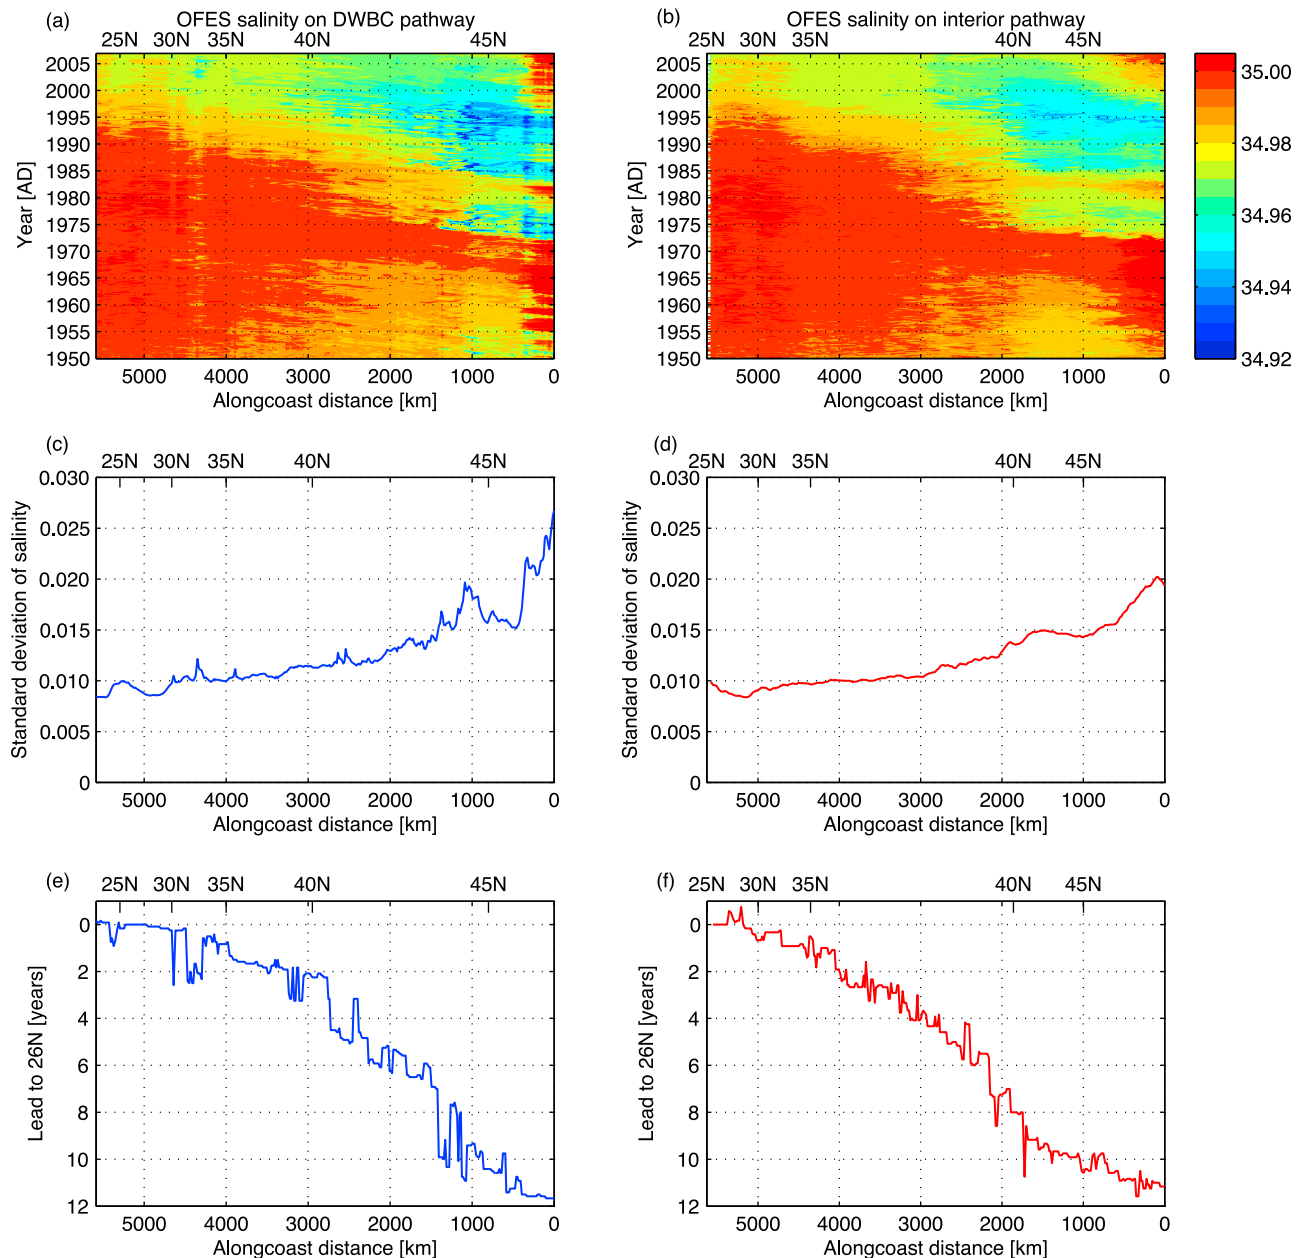 (a) OFES salinity on DWBC pathway
25N 30N 35N 40N 45N
2005
2000
1995
1990
1985
1980
1975
1970
1965
1960
1955
1950
Year [AD]
5000 4000 3000 2000 1000 0
Alongcoast distance [km]
(b) OFES salinity on interior pathway
25N 30N 35N 40N 45N
2005
2000
1995
1990
1985
1980
1975
1970
1965
1960
1955
1950
Year [AD]
5000 4000 3000 2000 1000 0
Alongcoast distance [km]
35.00
34.98
34.96
34.94
34.92
(c)
25N 30N 35N 40N 45N
0.030
0.025
0.020
0.015
0.010
0.005
0
Standard deviation of salinity
5000 4000 3000 2000 1000 0
Alongcoast distance [km]
(d)
25N 30N 35N 40N 45N
0.030
0.025
0.020
0.015
0.010
0.005
0
Standard deviation of salinity
5000 4000 3000 2000 1000 0
Alongcoast distance [km]
(e)
25N 30N 35N 40N 45N
0
2
4
6
8
10
12
Lead to 26N [years]
5000 4000 3000 2000 1000 0
Alongcoast distance [km]
(f)
25N 30N 35N 40N 45N
0
2
4
6
8
10
12
Lead to 26N [years]
5000 4000 3000 2000 1000 0
Alongcoast distance [km]